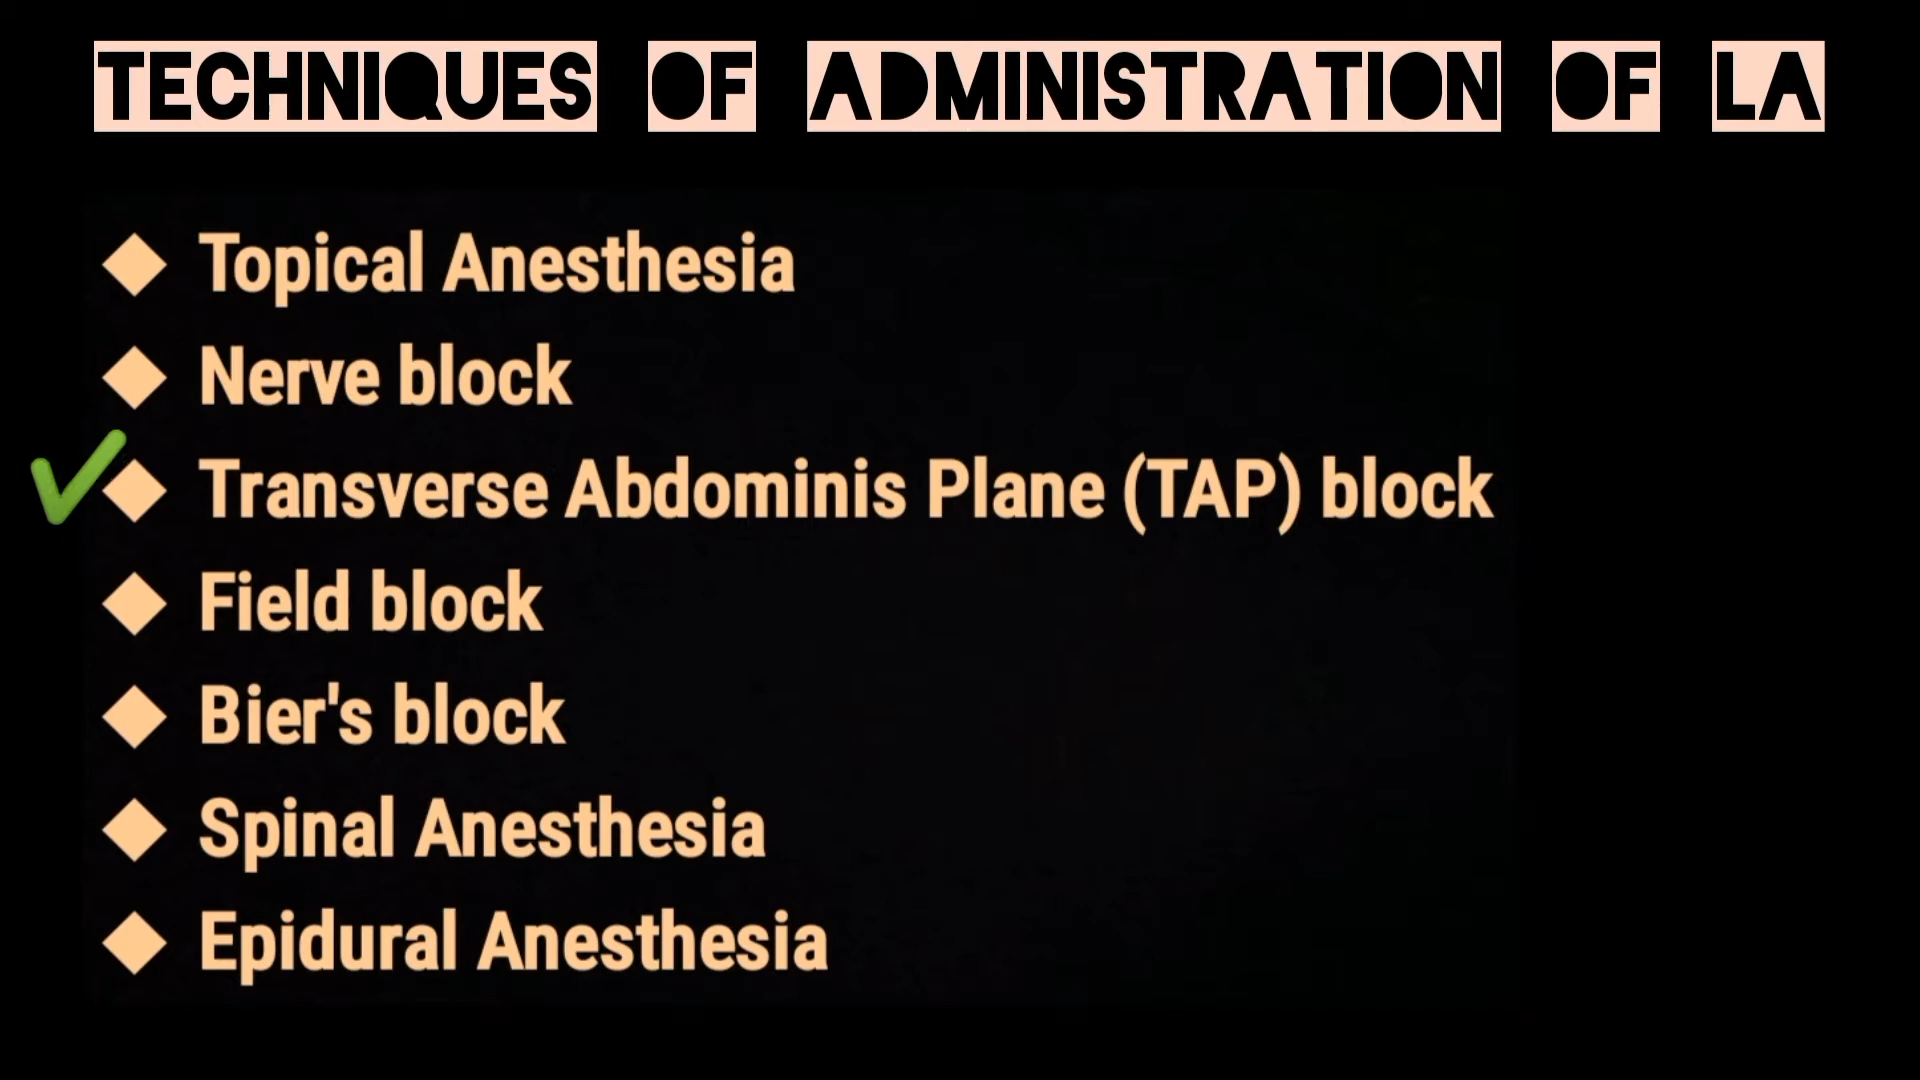 TECHNIQUES OF ADMINISTRATION OF LA
Topical Anesthesia
Nerve block
Transverse Abdominis Plane (TAP) block
Field block
Bier's block
Spinal Anesthesia
Epidural Anesthesia